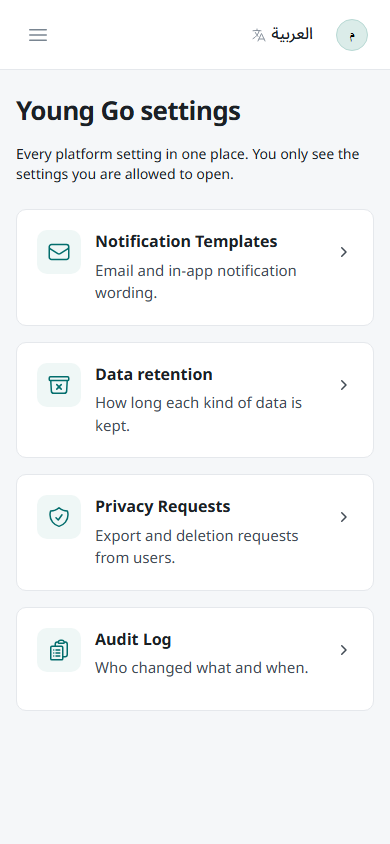 العربية
م
Young Go settings
Every platform setting in one place. You only see the
settings you are allowed to open.
Notification Templates
Email and in-app notification
wording.
Data retention
How long each kind of data is
kept.
Privacy Requests
Export and deletion requests
from users.
Audit Log
Who changed what and when.